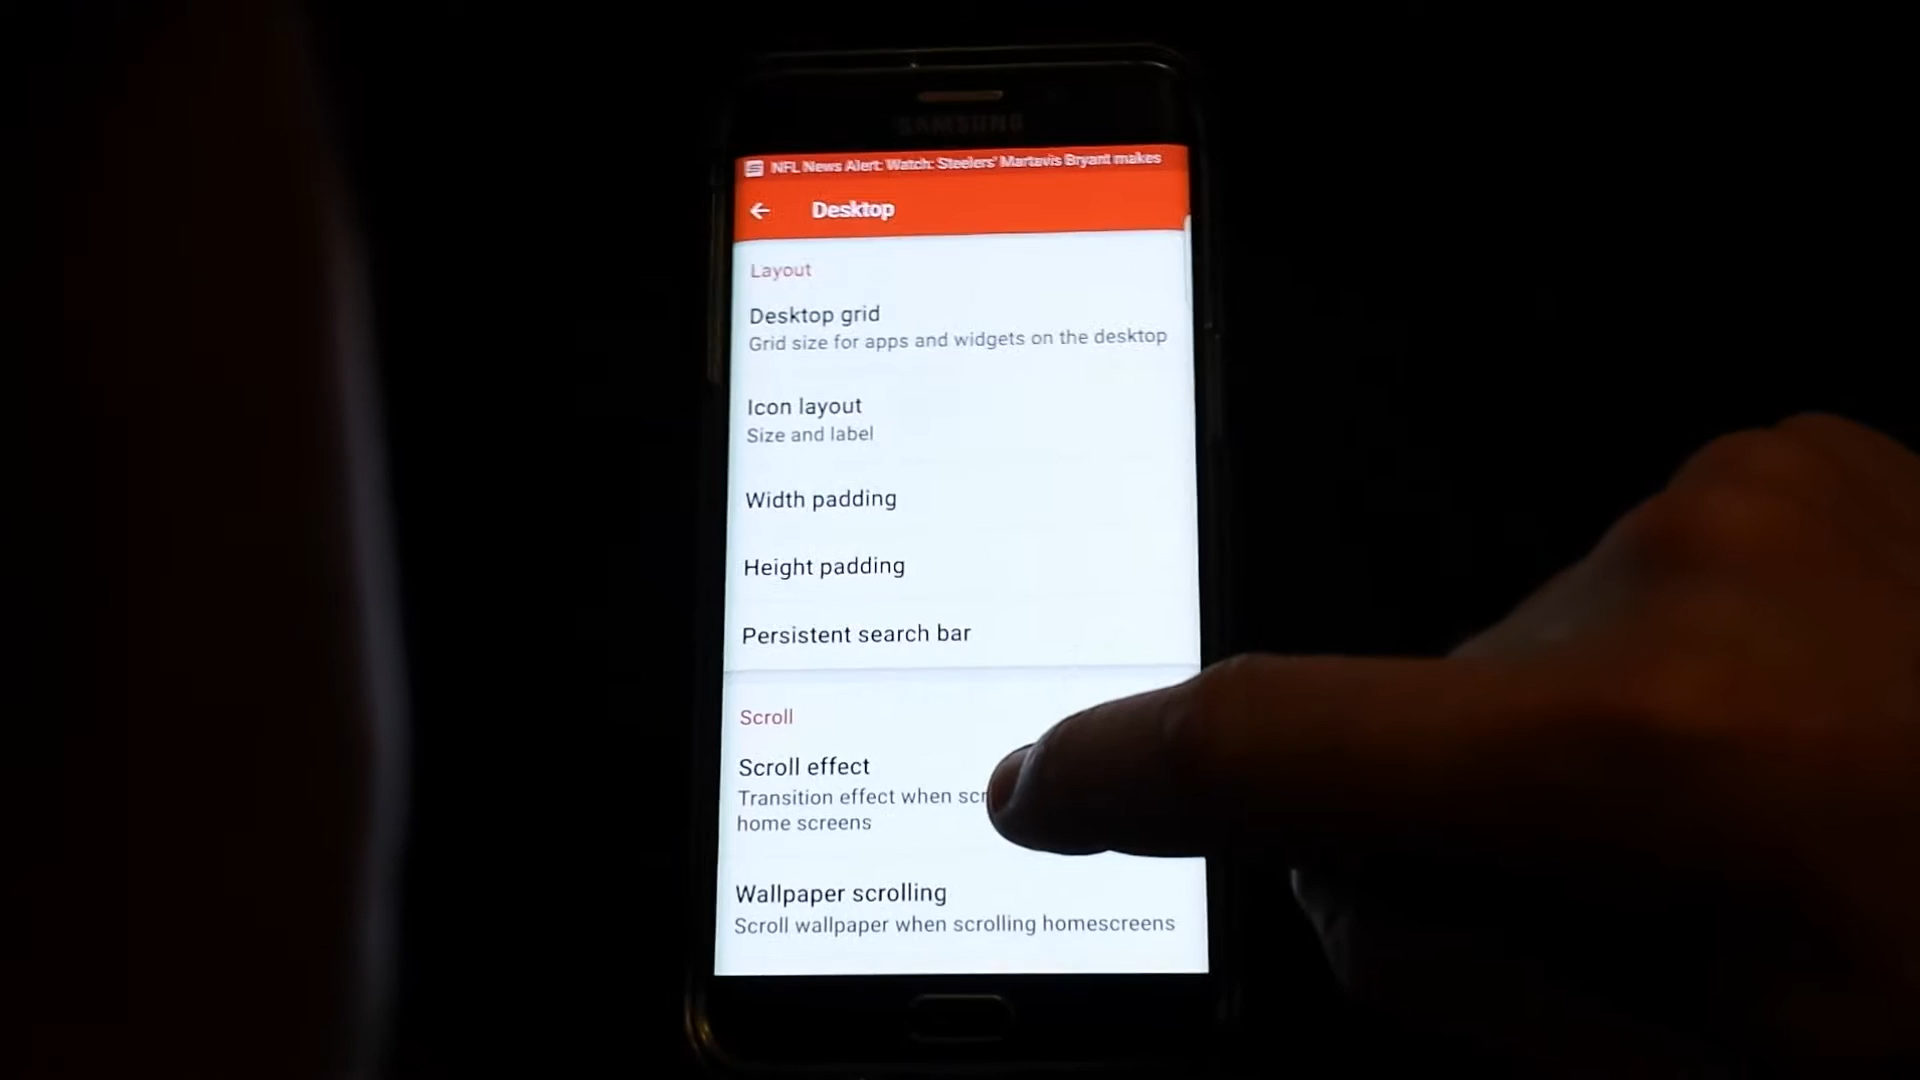 SAMSUNG
NFL News Alert: Watch: Steelers' Martavis Bryant makes
Desktop
Layout
Desktop grid
Grid size for apps and widgets on the desktop
Icon layout
Size and label
Width padding
Height padding
Persistent search bar
Scroll
Scroll effect
Transition effect when scr
home screens
Wallpaper scrolling
Scroll wallpaper when scrolling homescreens